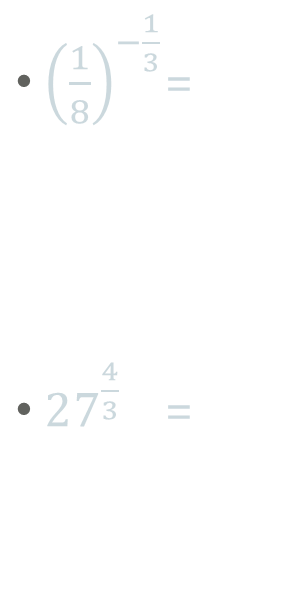 • (1/8)^(-1/3) =
• 27^(4/3) =